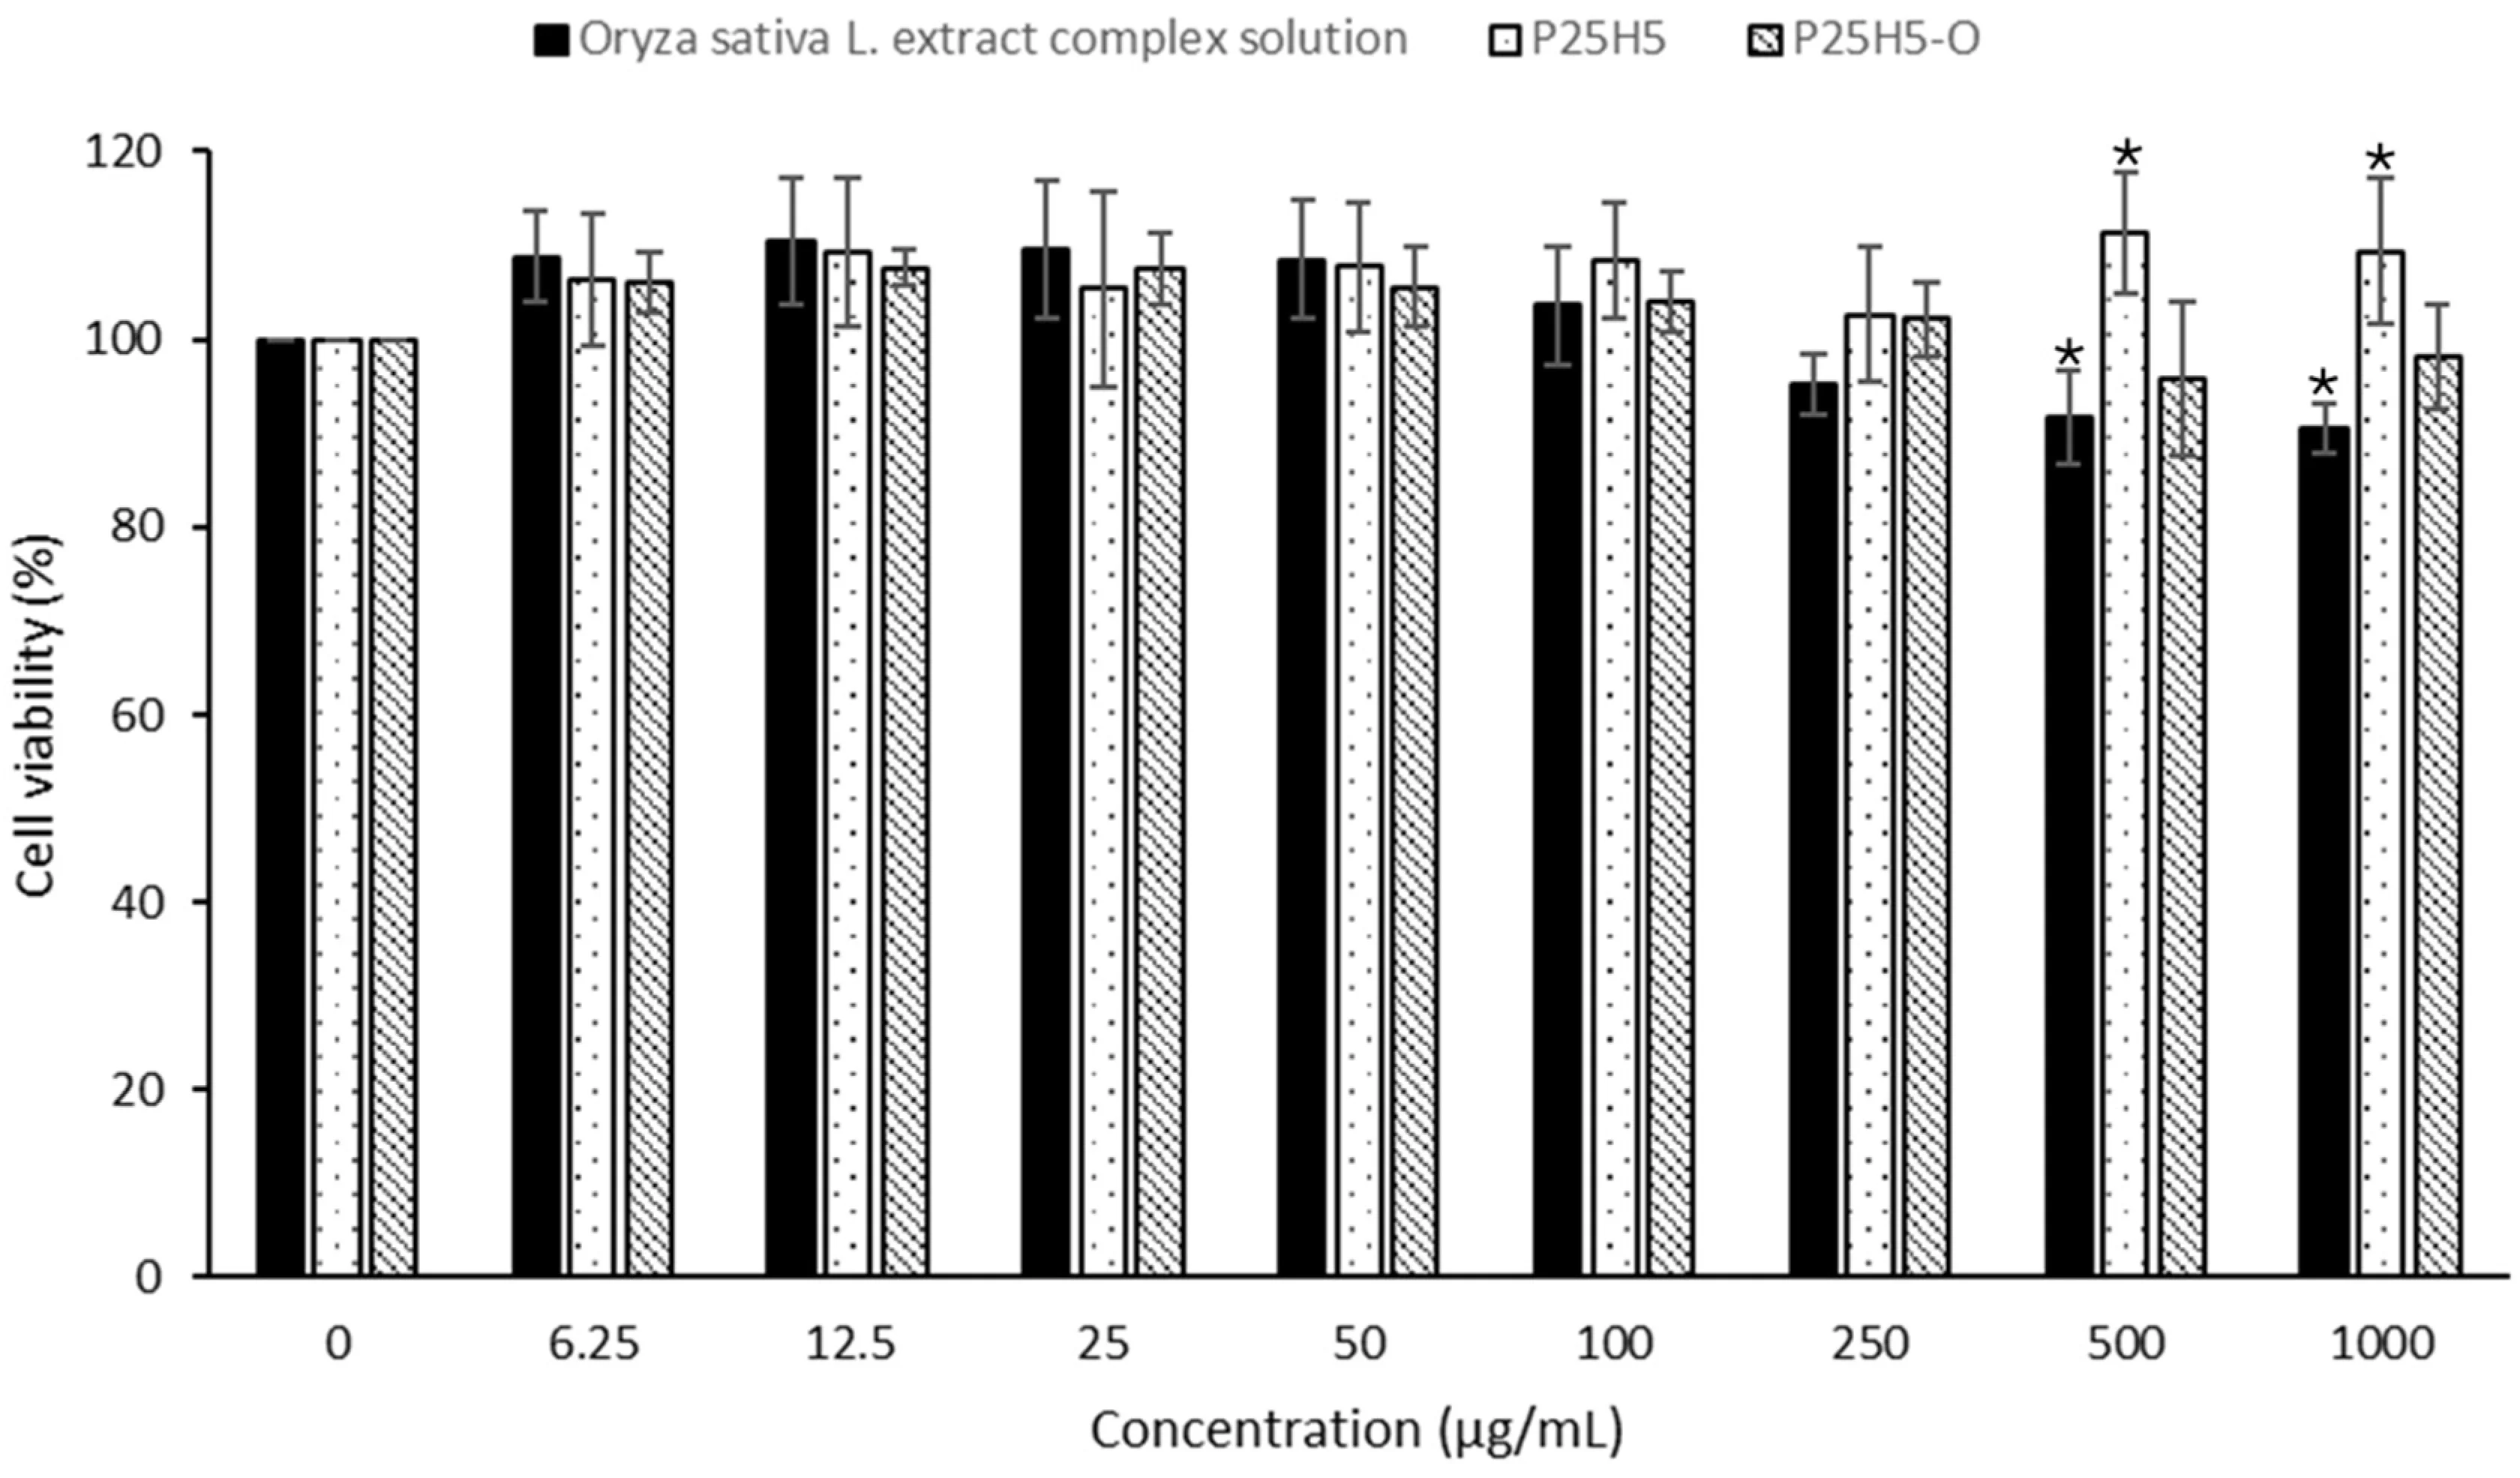 Oryza sativa L. extract complex solution P25H5 P25H5-O
120
100
80
60
40
20
0
Cell viability (%)
* * * *
0 6.25 12.5 25 50 100 250 500 1000
Concentration (µg/mL)